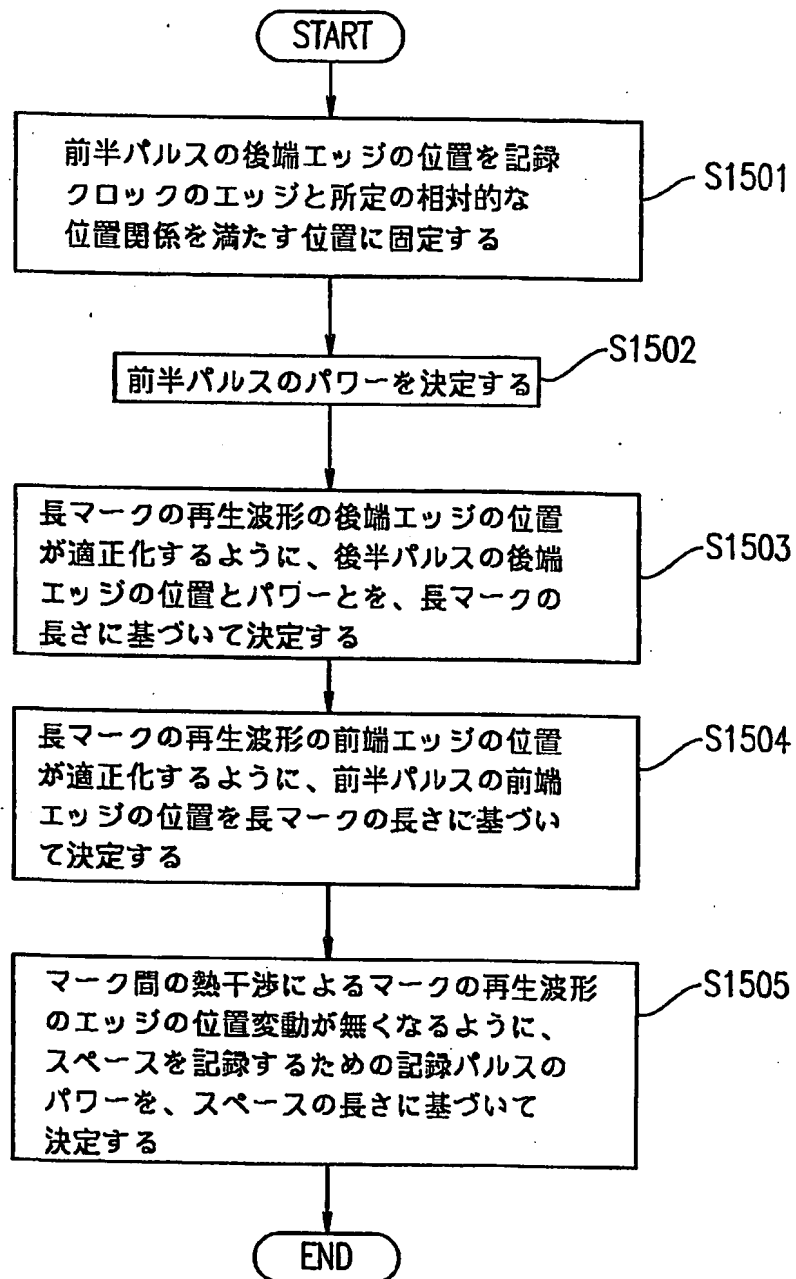 START
前半パルスの後端エッジの位置を記録
クロックのエッジと所定の相対的な
位置関係を満たす位置に固定する
S1501
前半パルスのパワーを決定する
S1502
長マークの再生波形の後端エッジの位置
が適正化するように、後半パルスの後端
エッジの位置とパワーとを、長マークの
長さに基づいて決定する
S1503
長マークの再生波形の前端エッジの位置
が適正化するように、前半パルスの前端
エッジの位置を長マークの長さに基づい
て決定する
S1504
マーク間の熱干渉によるマークの再生波形
のエッジの位置変動が無くなるように、
スペースを記録するための記録パルスの
パワーを、スペースの長さに基づいて
決定する
S1505
END